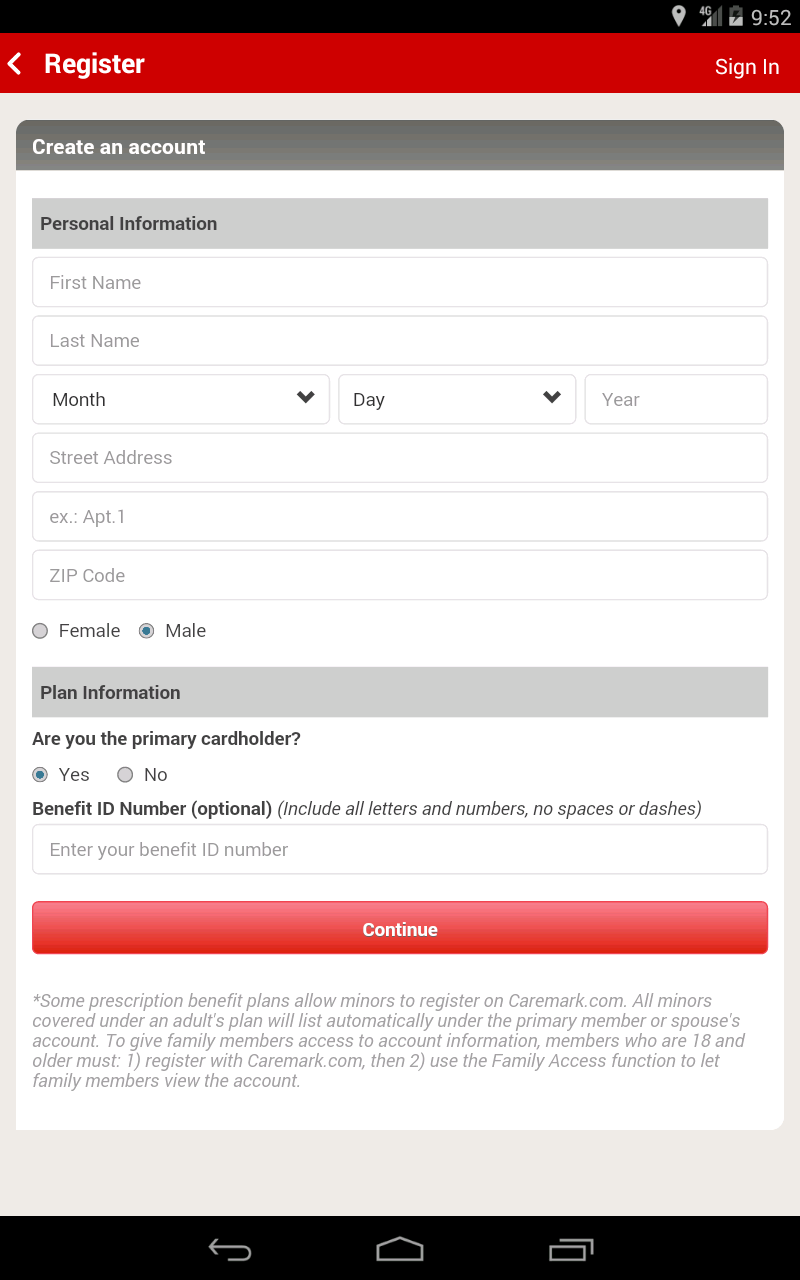 4G 9:52
Register Sign In
Create an account
Personal Information
First Name
Last Name
Month Day Year
Street Address
ex.: Apt.1
ZIP Code
Female Male
Plan Information
Are you the primary cardholder?
Yes No
Benefit ID Number (optional) (Include all letters and numbers, no spaces or dashes)
Enter your benefit ID number
Continue
*Some prescription benefit plans allow minors to register on Caremark.com. All minors
covered under an adult's plan will list automatically under the primary member or spouse's
account. To give family members access to account information, members who are 18 and
older must: 1) register with Caremark.com, then 2) use the Family Access function to let
family members view the account.